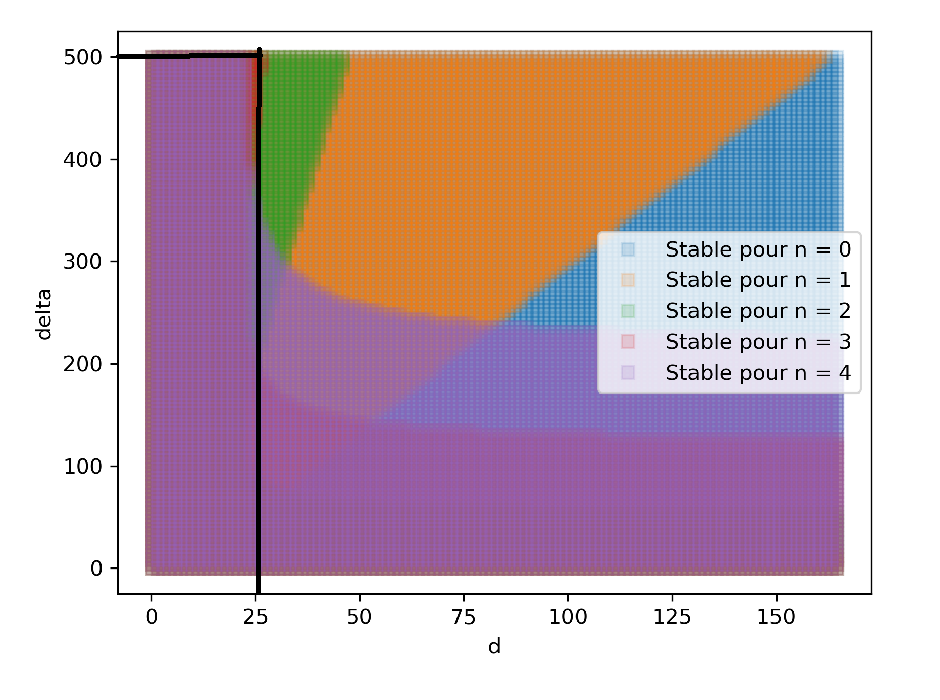 500
400
300
200
100
0
delta
Stable pour n = 0
Stable pour n = 1
Stable pour n = 2
Stable pour n = 3
Stable pour n = 4
0 25 50 75 100 125 150
d